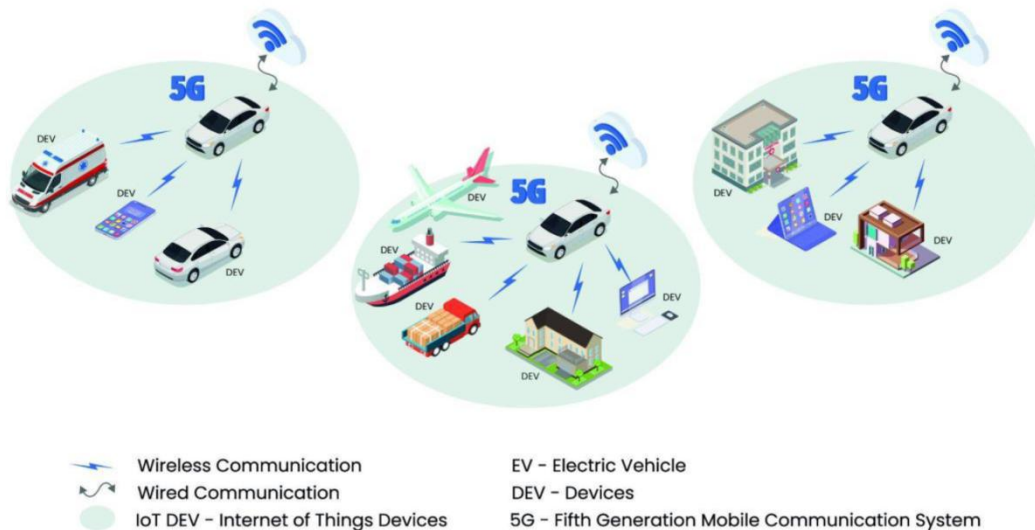 5G
DEV
DEV
DEV
5G
DEV
DEV
DEV
DEV
DEV
5G
DEV
DEV
DEV
Wireless Communication
Wired Communication
IoT DEV - Internet of Things Devices
EV - Electric Vehicle
DEV - Devices
5G - Fifth Generation Mobile Communication System